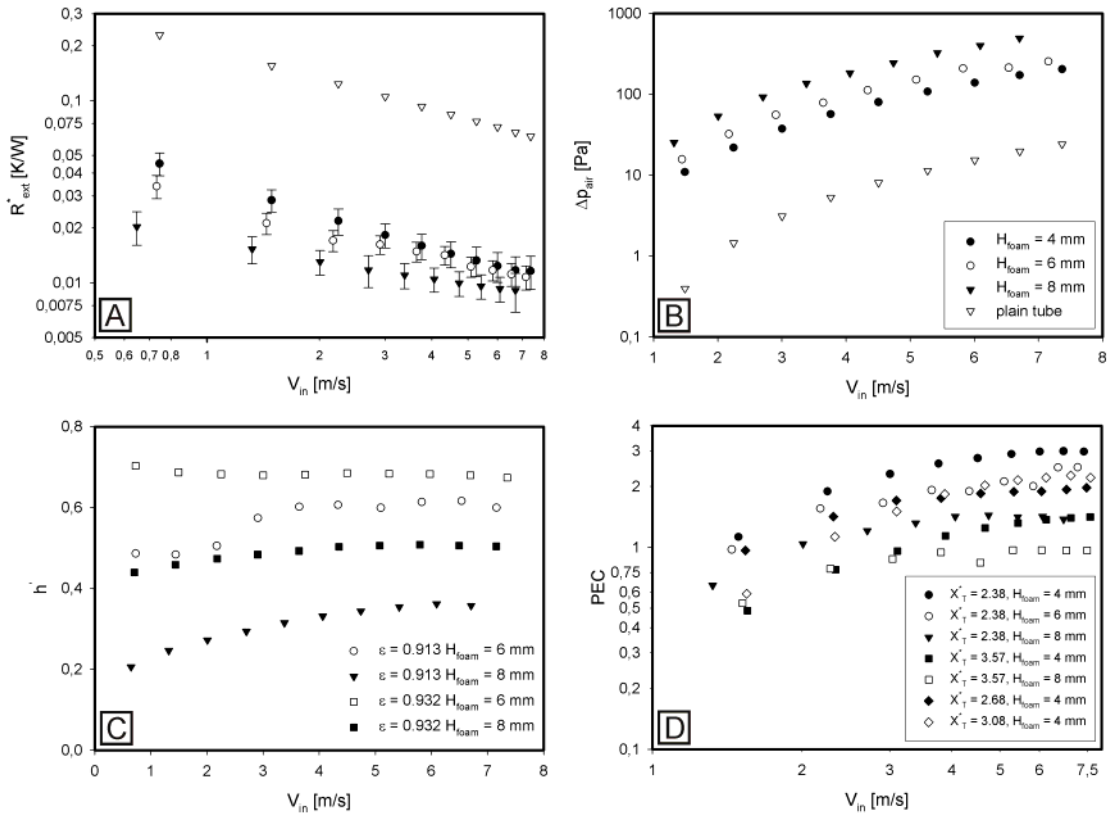 0,3
0,2
0,1
0,075
0,05
0,04
0,03
0,02
0,01
0,0075
0,005
R*ext [K/W]
A
0,5 0,6 0,7 0,8 1 2 3 4 5 6 7 8
Vin [m/s]
1000
100
10
1
0,1
Δpair [Pa]
B
Hfoam = 4 mm
Hfoam = 6 mm
Hfoam = 8 mm
plain tube
1 2 3 4 5 6 7 8
Vin [m/s]
0,8
0,6
0,4
0,2
0,0
h'
C
ε = 0.913 Hfoam = 6 mm
ε = 0.913 Hfoam = 8 mm
ε = 0.932 Hfoam = 6 mm
ε = 0.932 Hfoam = 8 mm
0 1 2 3 4 5 6 7 8
Vin [m/s]
4
3
2
1
0,75
0,5
0,4
0,3
0,2
0,1
PEC
D
X*T = 2.38, Hfoam = 4 mm
X*T = 2.38, Hfoam = 6 mm
X*T = 2.38, Hfoam = 8 mm
X*T = 3.57, Hfoam = 4 mm
X*T = 3.57, Hfoam = 8 mm
X*T = 2.68, Hfoam = 4 mm
X*T = 3.08, Hfoam = 4 mm
1 2 3 4 5 6 7,5
Vin [m/s]